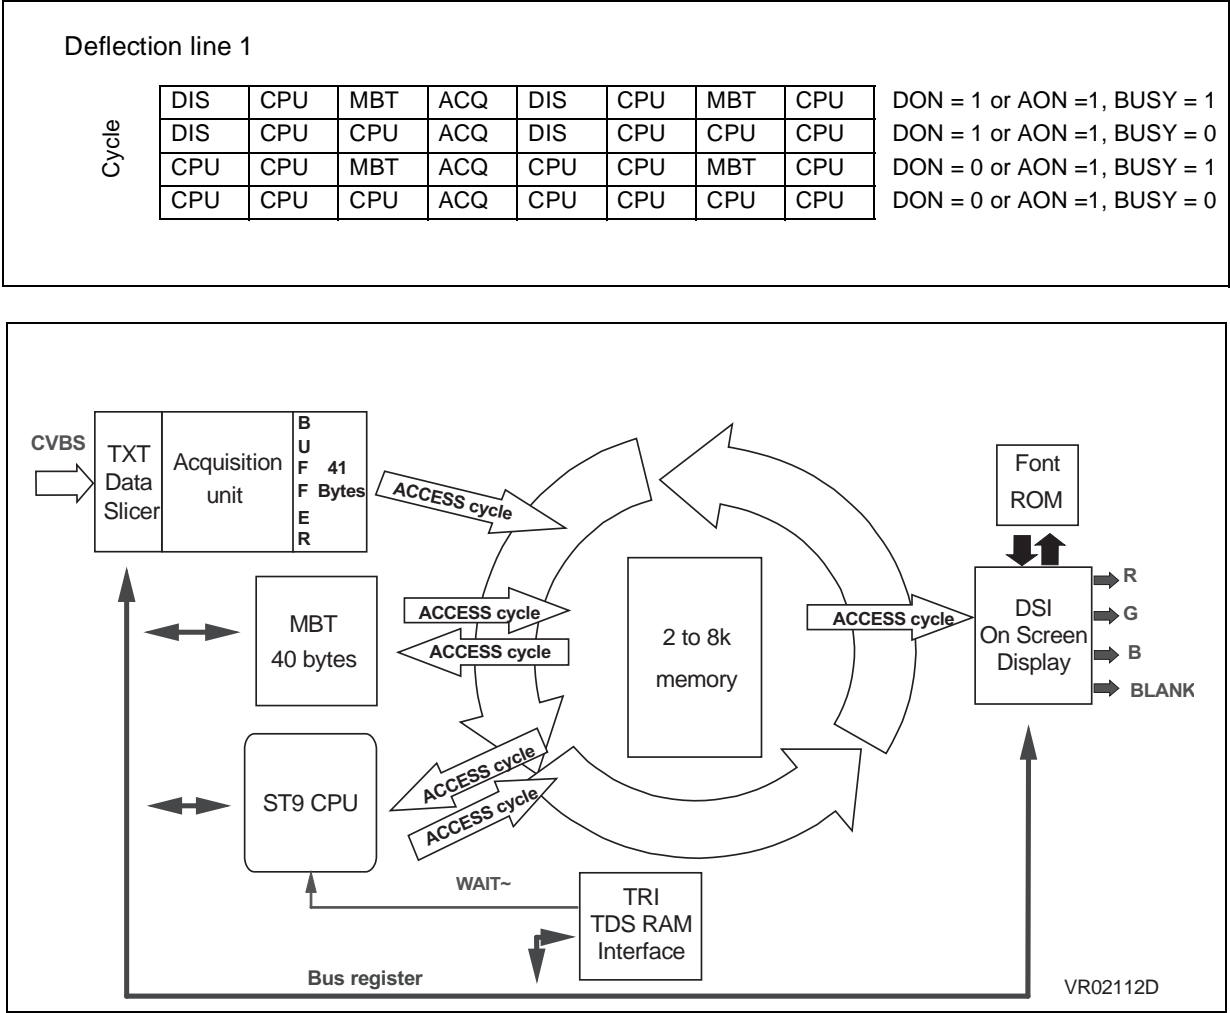 Deflection line 1
Cycle
DIS CPU MBT ACQ DIS CPU MBT CPU DON = 1 or AON =1, BUSY = 1
DIS CPU CPU ACQ DIS CPU CPU CPU DON = 1 or AON =1, BUSY = 0
CPU CPU MBT ACQ CPU CPU MBT CPU DON = 0 or AON =1, BUSY = 1
CPU CPU CPU ACQ CPU CPU CPU CPU DON = 0 or AON =1, BUSY = 0
CVBS
TXT
Data
Slicer
Acquisition
unit
BUFFER
41
Bytes
ACCESS cycle
MBT
40 bytes
ACCESS cycle
ACCESS cycle
ST9 CPU
ACCESS cycle
ACCESS cycle
2 to 8k
memory
ACCESS cycle
Font
ROM
DSI
On Screen
Display
R
G
B
BLANK
WAIT~
TRI
TDS RAM
Interface
Bus register
VR02112D